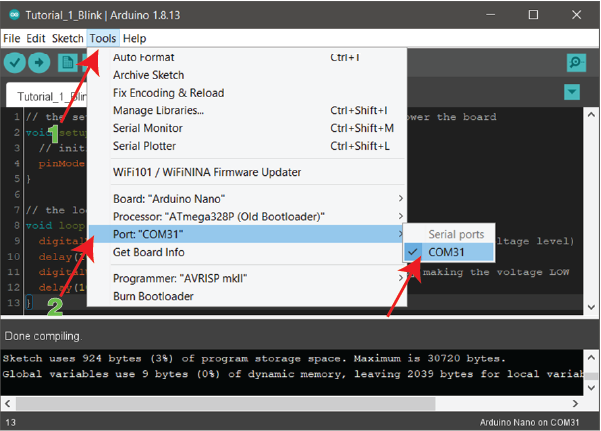 Tutorial_1_Blink | Arduino 1.8.13
File Edit Sketch Tools Help
Tutorial_1_Blin
Auto Format Ctrl+T
Archive Sketch
Fix Encoding & Reload
Manage Libraries... Ctrl+Shift+I
Serial Monitor Ctrl+Shift+M
Serial Plotter Ctrl+Shift+L
WiFi101 / WiFiNINA Firmware Updater
Board: "Arduino Nano"
Processor: "ATmega328P (Old Bootloader)"
Port: "COM31"
Get Board Info
Programmer: "AVRISP mkII"
Burn Bootloader
Serial ports
COM31
1
2
1 // the se ower the board
2 void setup
3 // init
4 pinMode
5 }
6
7 // the lo
8 void loop
9 digital ltage level)
10 delay(1
11 digital making the voltage LOW
12 delay(10
13 }
Done compiling.
Sketch uses 924 bytes (3%) of program storage space. Maximum is 30720 bytes.
Global variables use 9 bytes (0%) of dynamic memory, leaving 2039 bytes for local variab
13 Arduino Nano on COM31